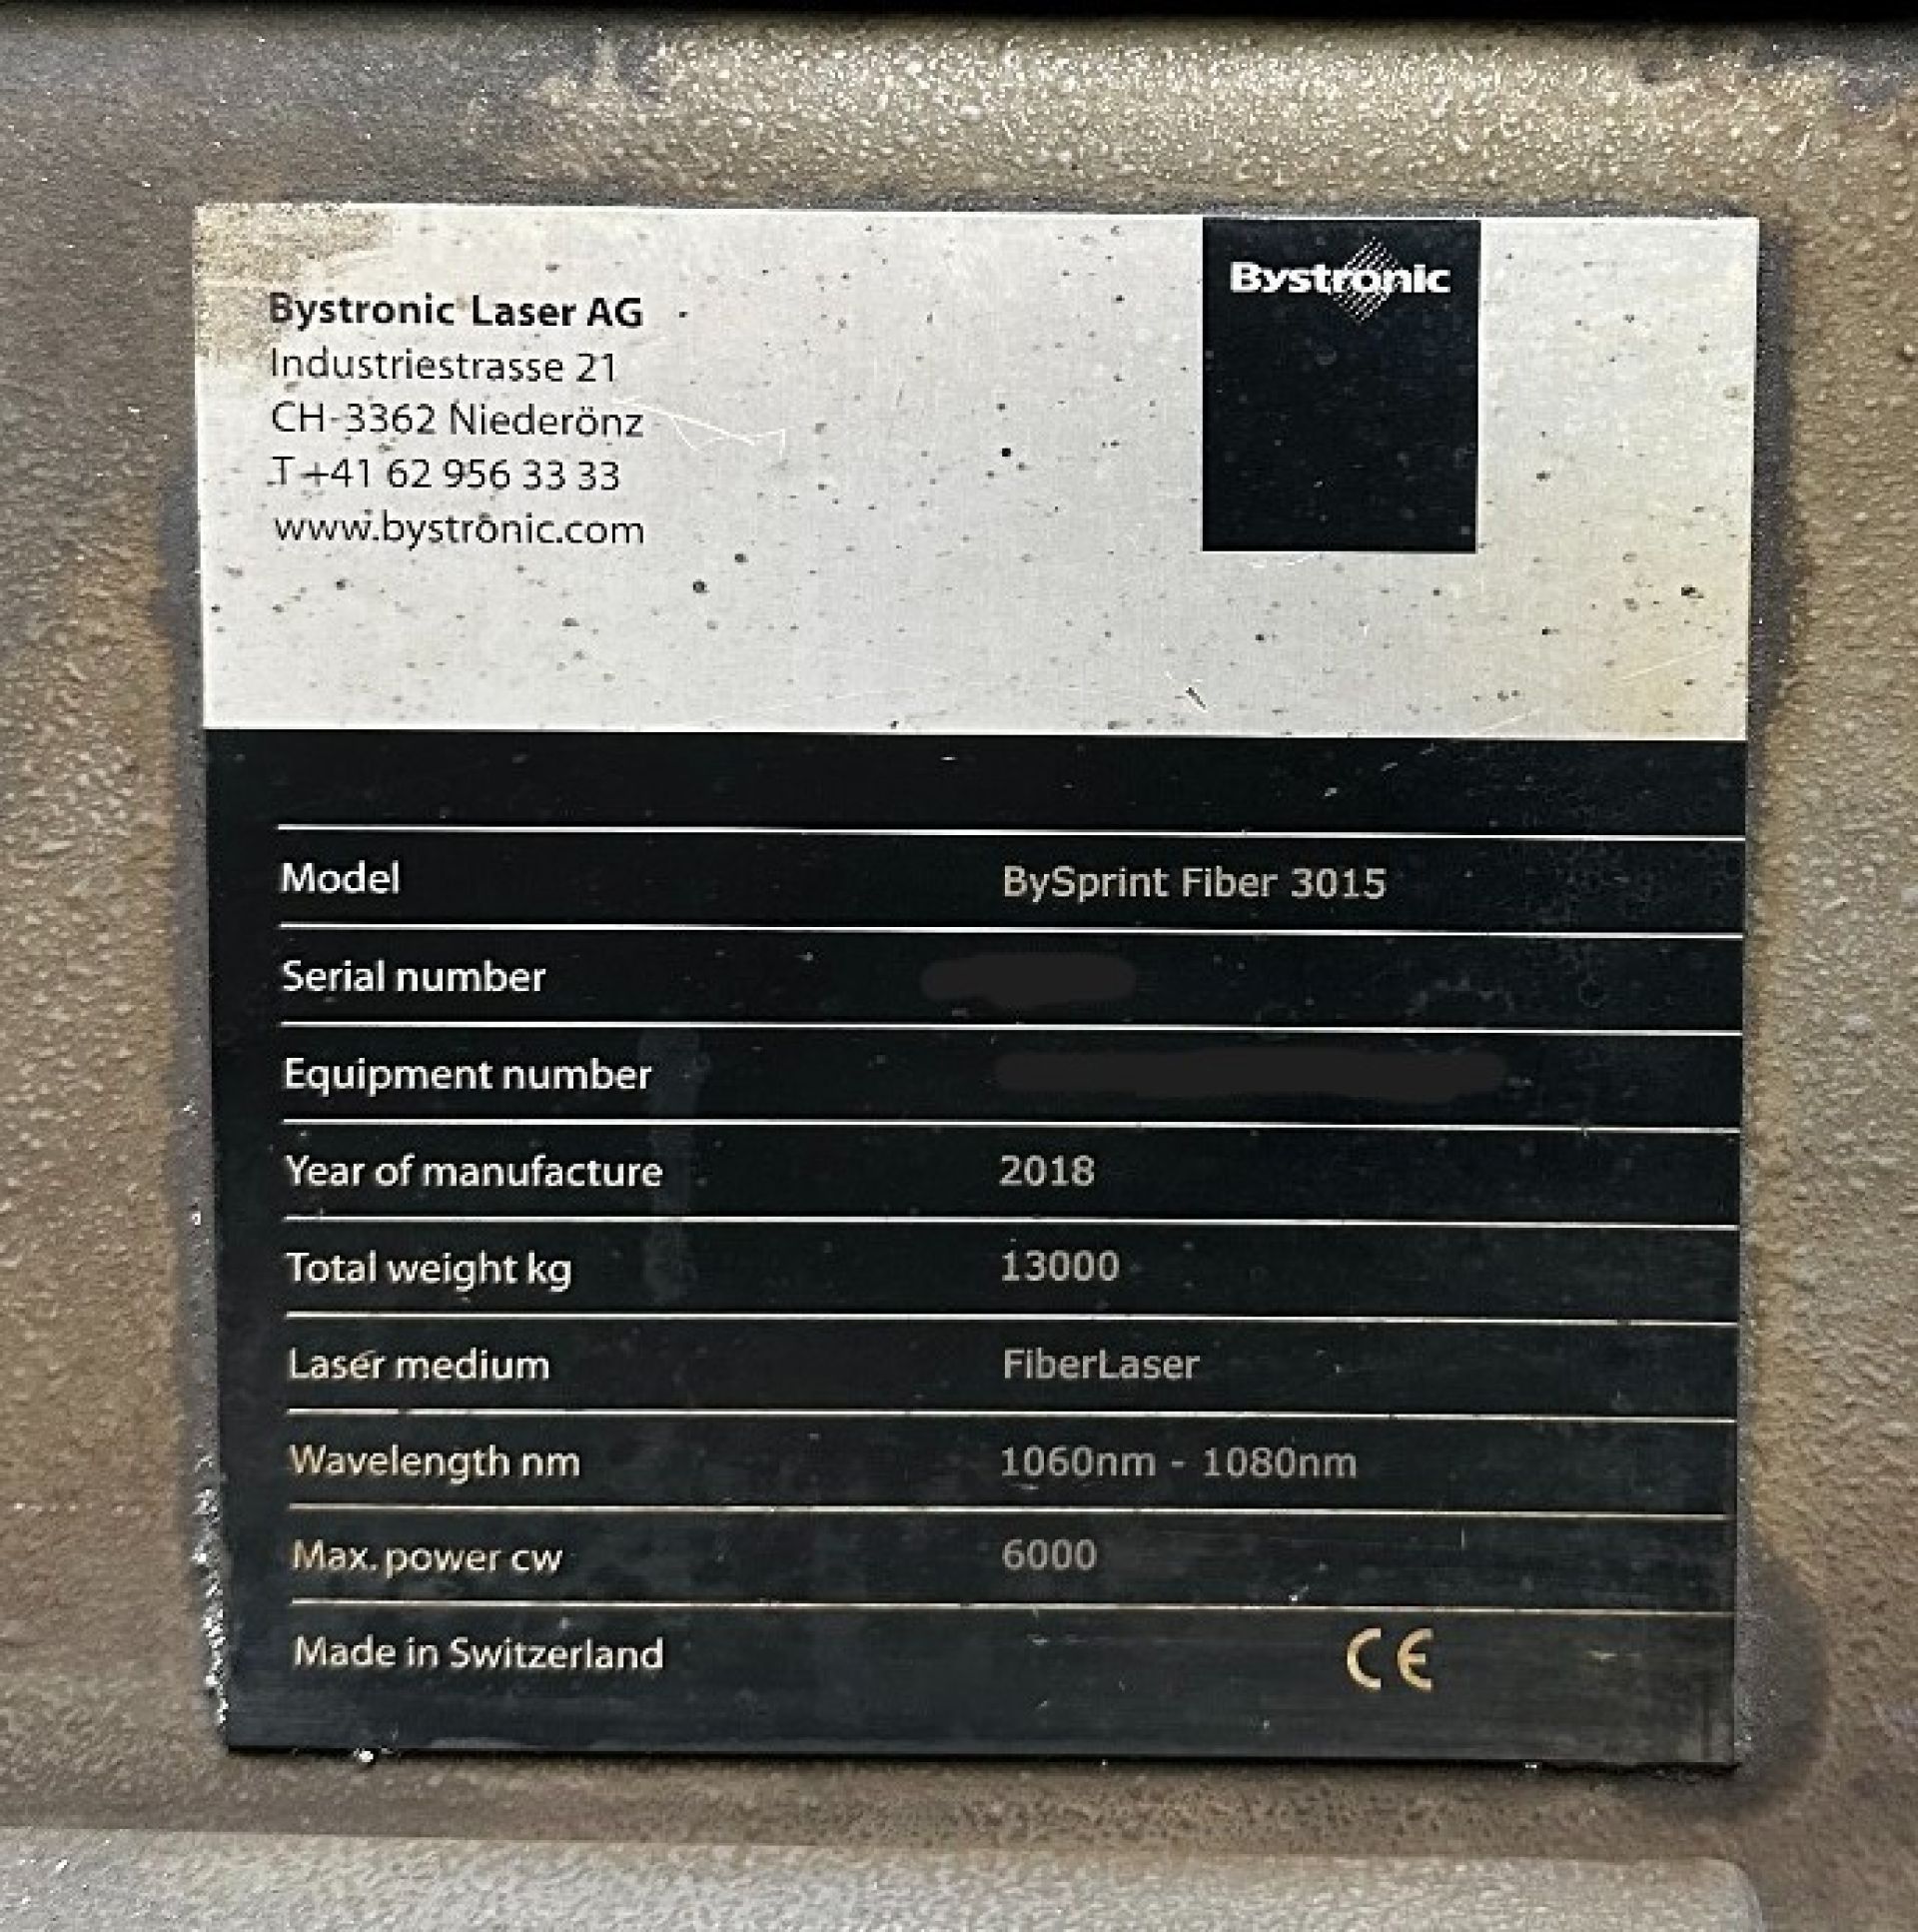 Bystronic Laser AG
Industriestrasse 21
CH-3362 Niederönz
T +41 62 956 33 33
www.bystronic.com
Bystronic
Model BySprint Fiber 3015
Serial number
Equipment number
Year of manufacture 2018
Total weight kg 13000
Laser medium FiberLaser
Wavelength nm 1060nm - 1080nm
Max. power cw 6000
Made in Switzerland CE